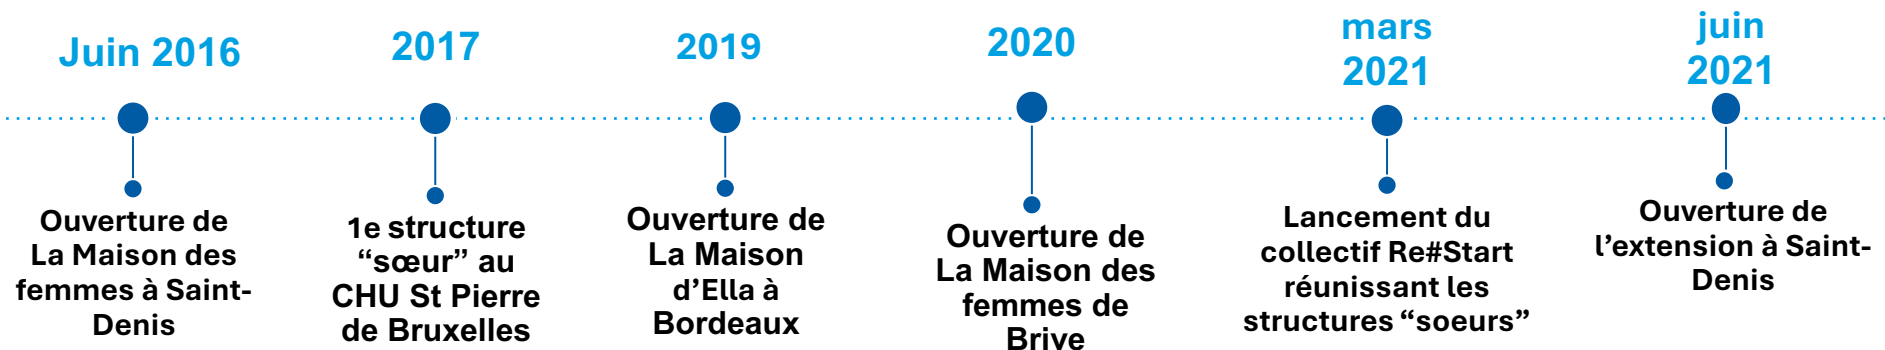 Juin 2016
Ouverture de
La Maison des
femmes à Saint-
Denis
2017
1e structure
“sœur” au
CHU St Pierre
de Bruxelles
2019
Ouverture de
La Maison
d’Ella à
Bordeaux
2020
Ouverture de
La Maison des
femmes de
Brive
mars
2021
Lancement du
collectif Re#Start
réunissant les
structures “soeurs”
juin
2021
Ouverture de
l’extension à Saint-
Denis